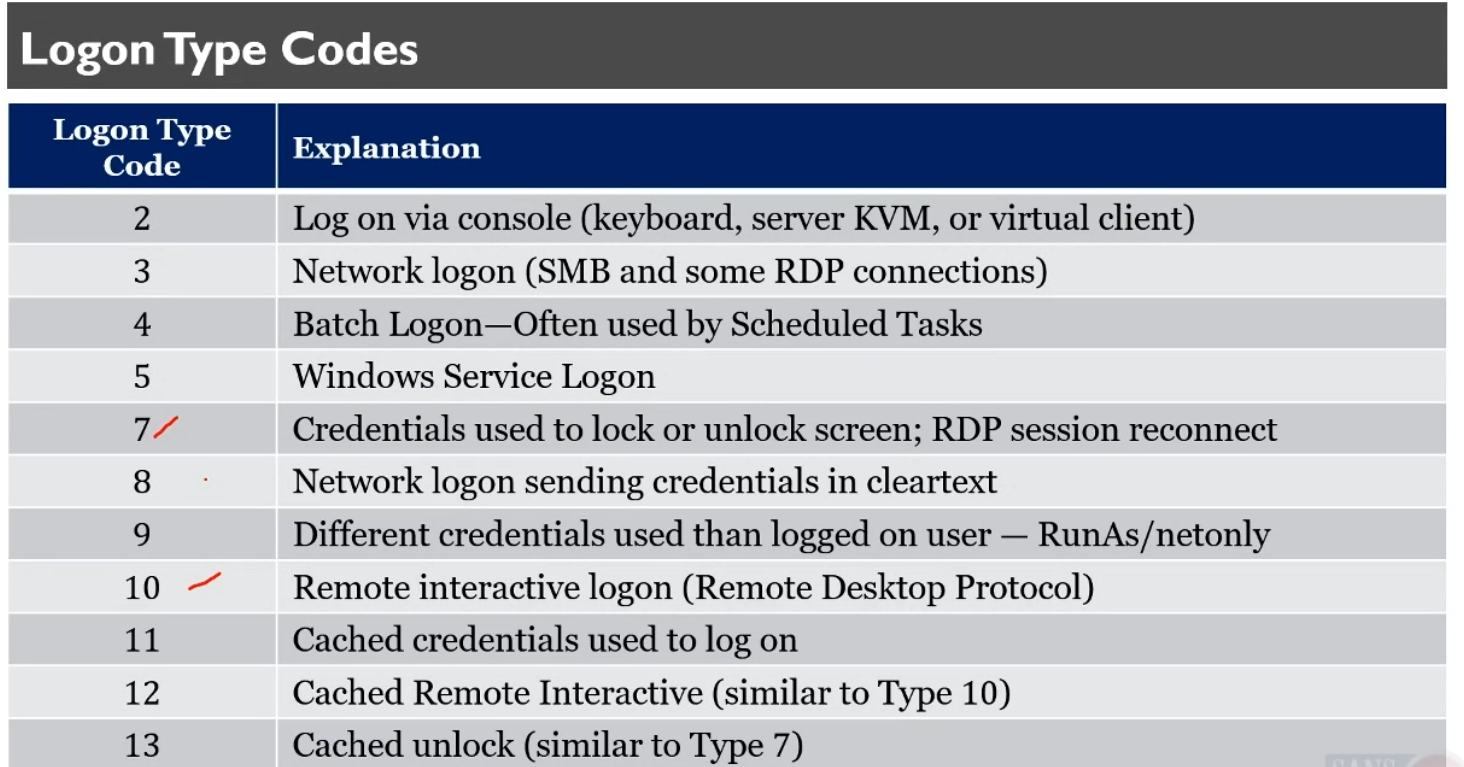 Logon Type Codes
Logon Type
Code
Explanation
2 Log on via console (keyboard, server KVM, or virtual client)
3 Network logon (SMB and some RDP connections)
4 Batch Logon—Often used by Scheduled Tasks
5 Windows Service Logon
7 Credentials used to lock or unlock screen; RDP session reconnect
8 Network logon sending credentials in cleartext
9 Different credentials used than logged on user — RunAs/netonly
10 Remote interactive logon (Remote Desktop Protocol)
11 Cached credentials used to log on
12 Cached Remote Interactive (similar to Type 10)
13 Cached unlock (similar to Type 7)